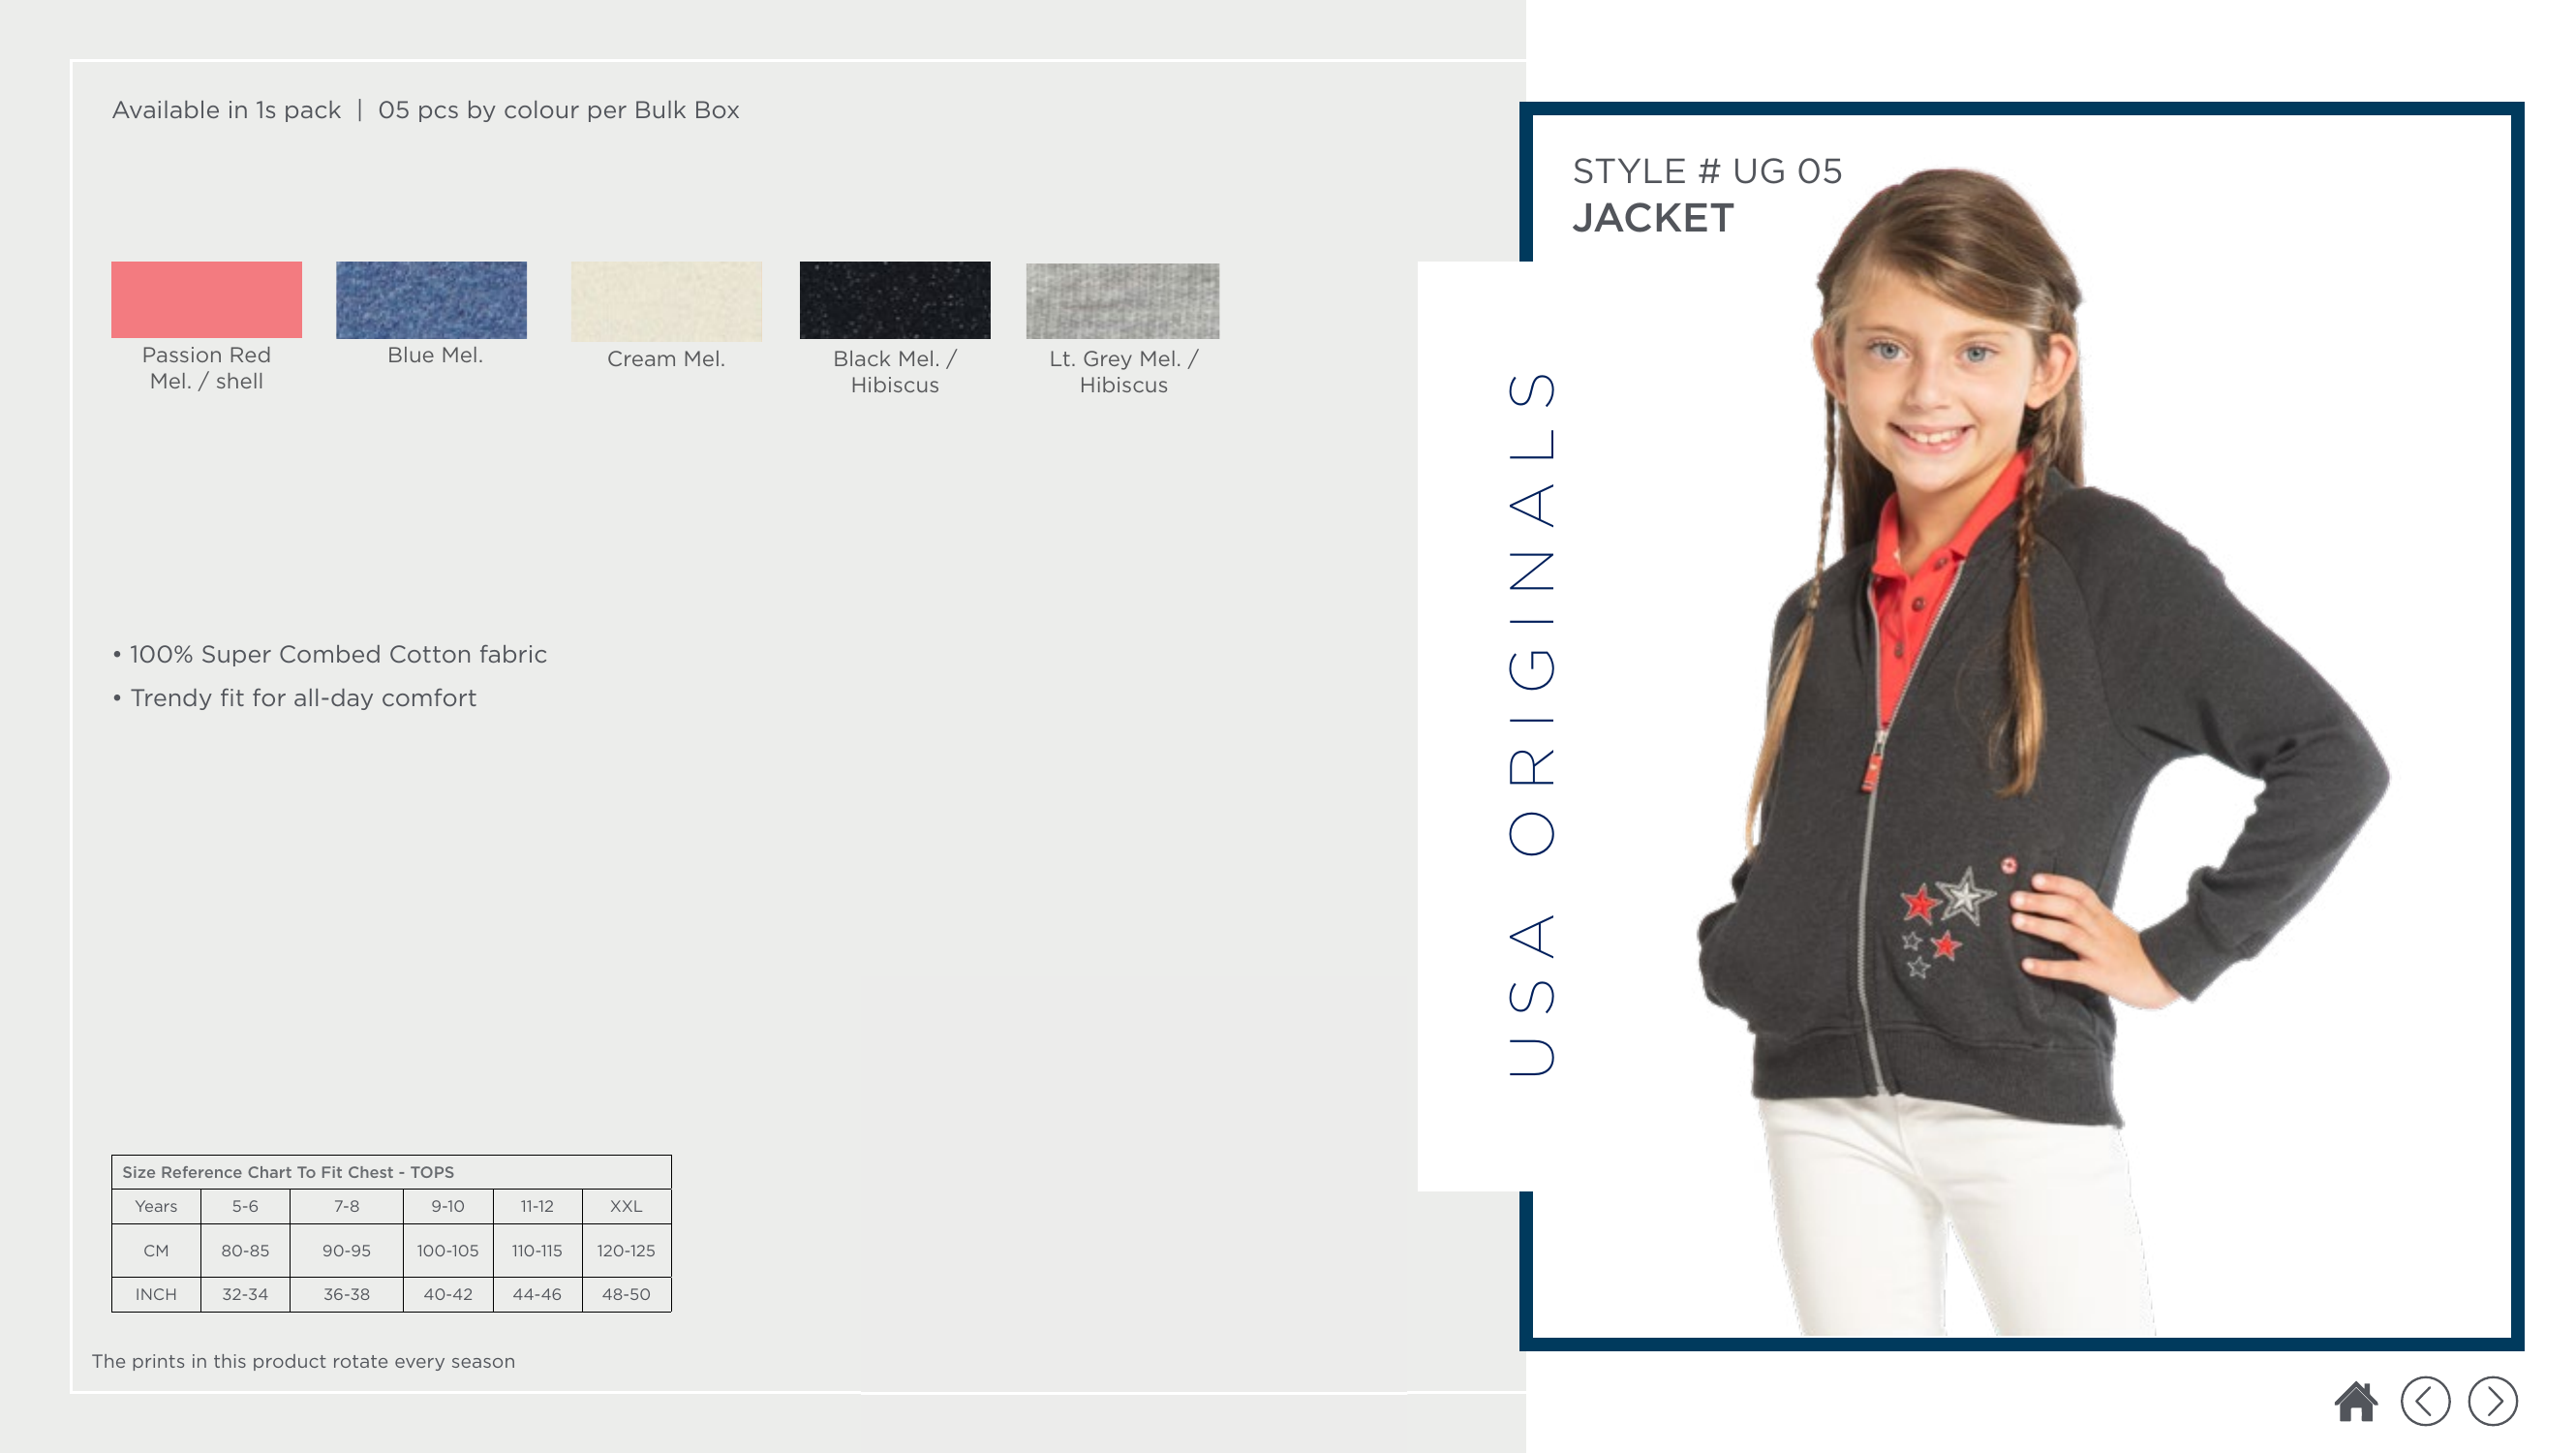 Available in 1s pack | 05 pcs by colour per Bulk Box
Passion Red
Mel. / shell
Blue Mel.
Cream Mel.
Black Mel. /
Hibiscus
Lt. Grey Mel. /
Hibiscus
• 100% Super Combed Cotton fabric
• Trendy fit for all-day comfort
Size Reference Chart To Fit Chest - TOPS
Years 5-6 7-8 9-10 11-12 XXL
CM 80-85 90-95 100-105 110-115 120-125
INCH 32-34 36-38 40-42 44-46 48-50
The prints in this product rotate every season
USA ORIGINALS
STYLE # UG 05
JACKET